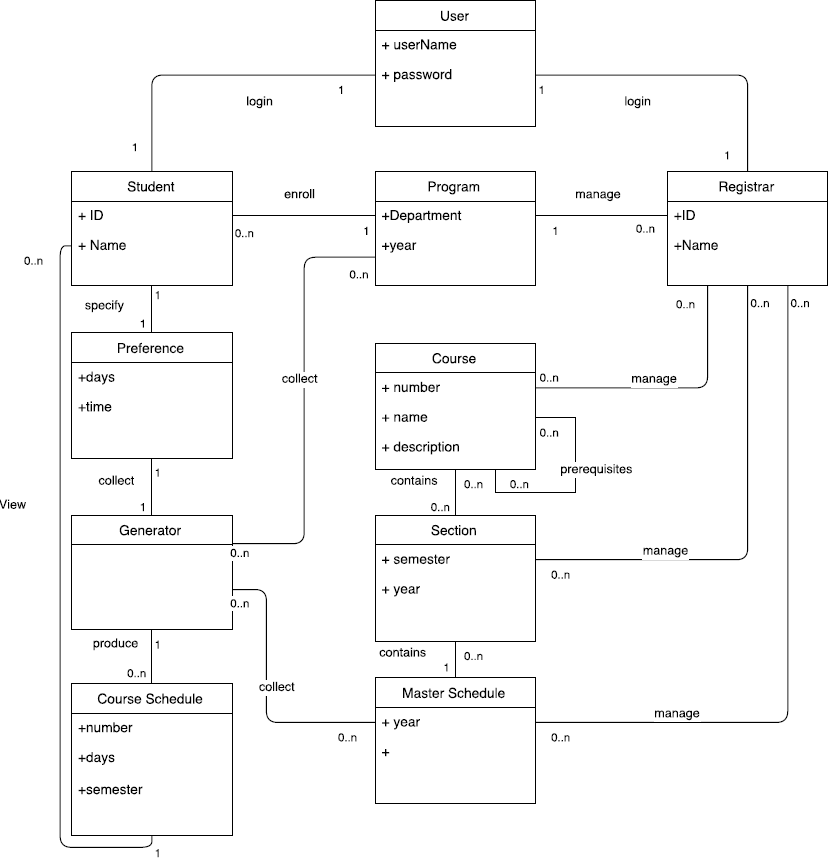 User
+ userName
+ password
1
1
login
login
1
1
Student
Program
Registrar
enroll
manage
+ ID
+Department
+ID
0..n
1
1
0..n
+ Name
+year
+Name
0..n
0..n
specify
1
1
0..n
0..n
0..n
Preference
+days
+time
collect
Course
+ number
+ name
+ description
0..n
manage
0..n
prerequisites
collect
1
1
contains
0..n
0..n
0..n
View
Generator
0..n
0..n
Section
+ semester
+ year
manage
0..n
produce
1
0..n
contains
0..n
1
collect
Course Schedule
+number
+days
+semester
1
Master Schedule
+ year
+
0..n
0..n
manage